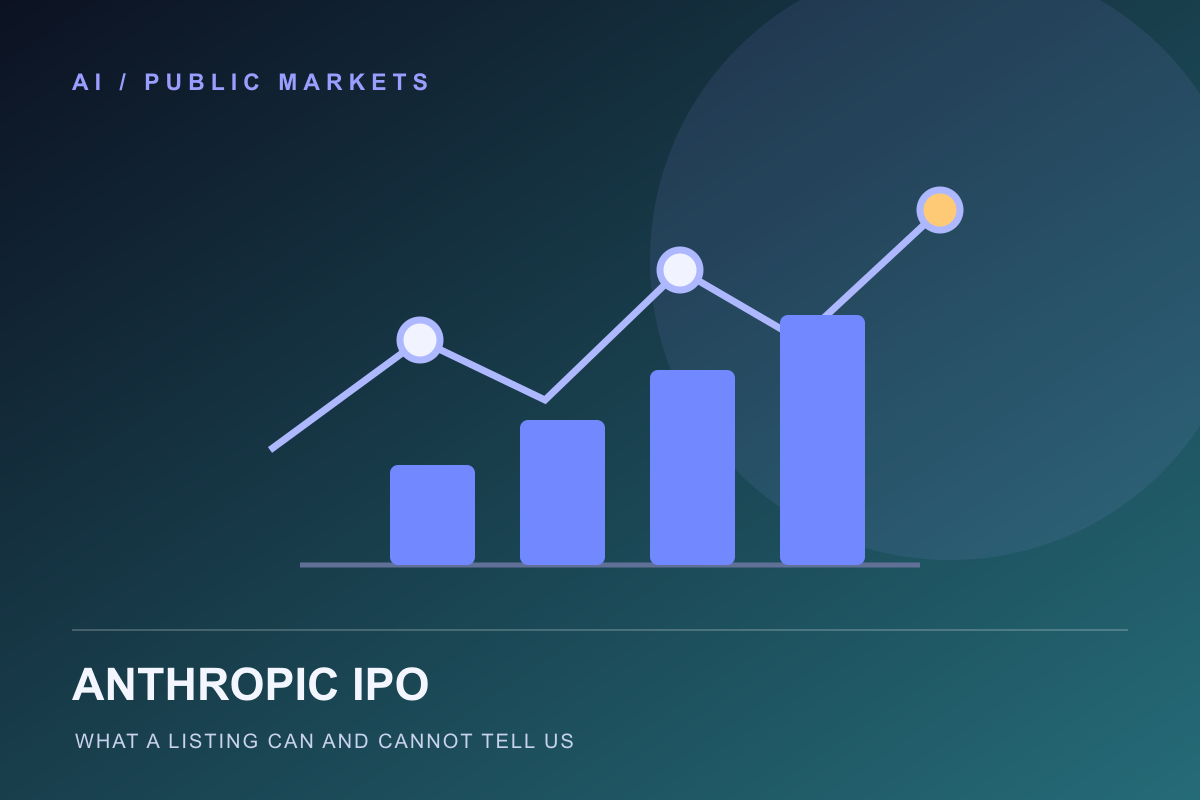 AI / PUBLIC MARKETS
ANTHROPIC IPO
WHAT A LISTING CAN AND CANNOT TELL US